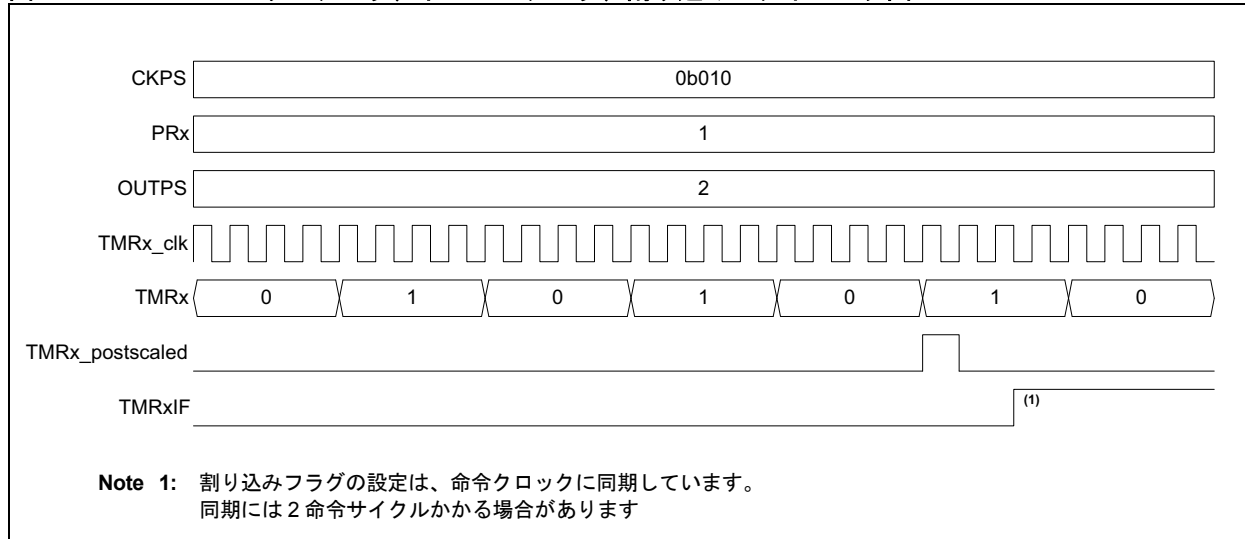 CKPS 0b010
PRx 1
OUTPS 2
TMRx_clk
TMRx 0 1 0 1 0 1 0
TMRx_postscaled
TMRxIF (1)
Note 1: 割り込みフラグの設定は、命令クロックに同期しています。
同期には 2 命令サイクルかかる場合があります